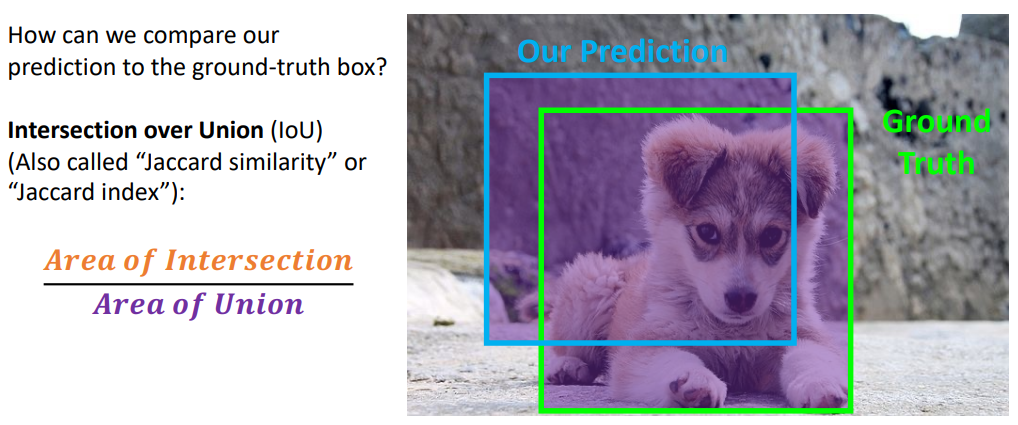 How can we compare our
prediction to the ground-truth box?
Intersection over Union (IoU)
(Also called “Jaccard similarity” or
“Jaccard index”):
Area of Intersection
Area of Union
Our Prediction
Ground
Truth